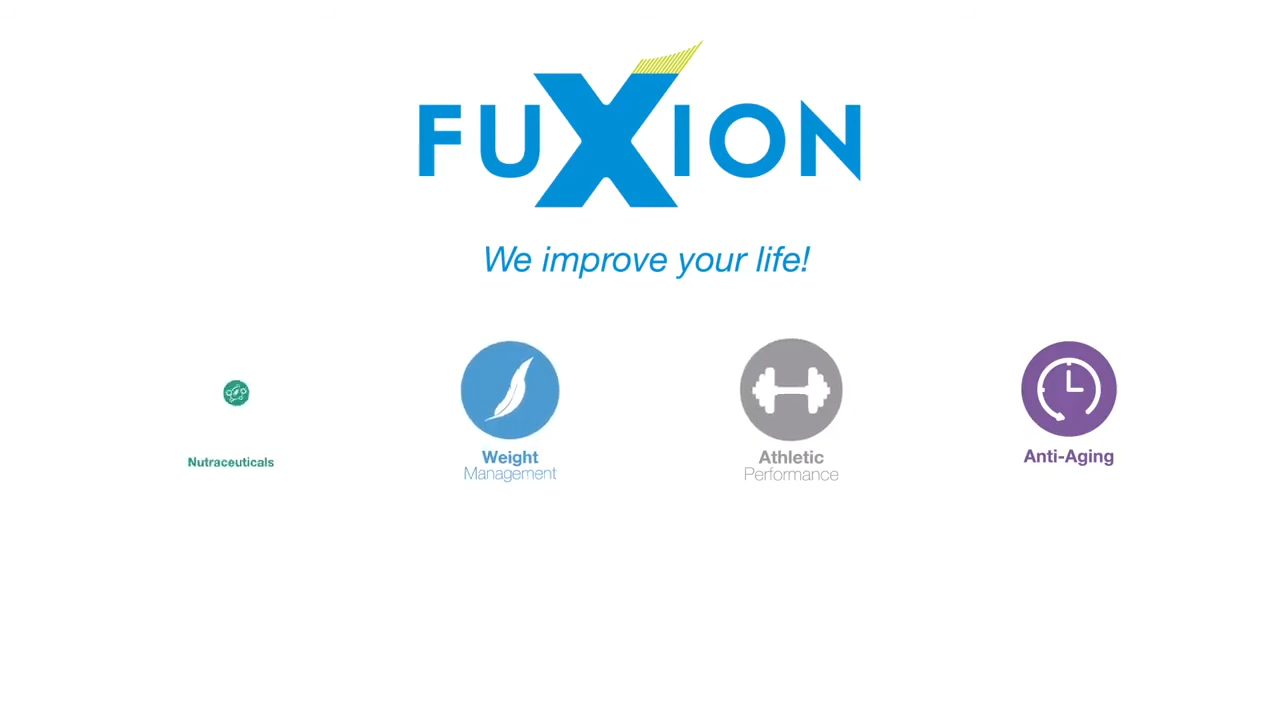 FUXION
We improve your life!
Nutraceuticals
Weight
Management
Athletic
Performance
Anti-Aging